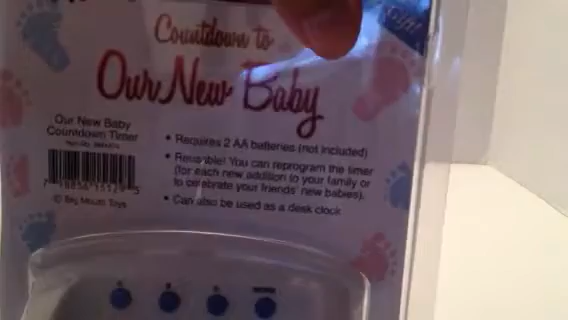 Gift!
Countdown to
Our New Baby
Our New Baby
Countdown Timer
• Requires 2 AA batteries (not included)
• Reusable! You can reprogram the timer
(for each new addition to your family or
to celebrate your friends' new babies).
• Can also be used as a desk clock
© Big Mouth Toys